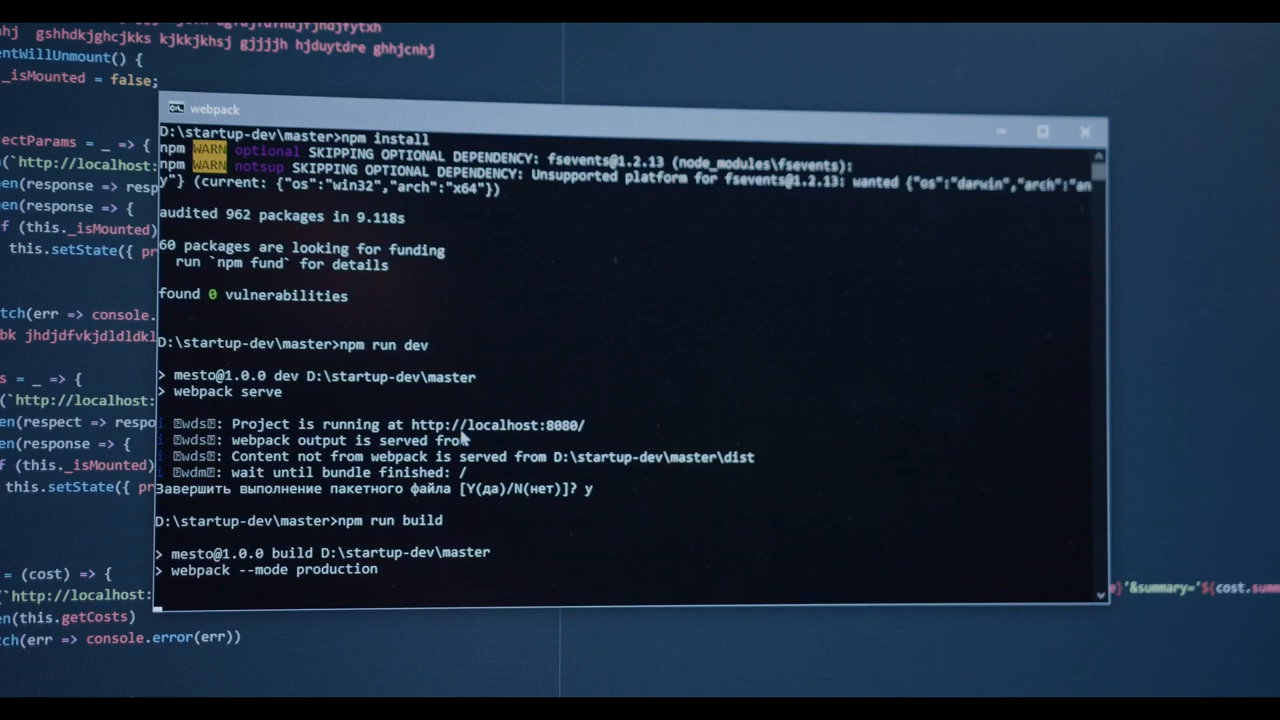 nhj gshhdkjghcjkks kjkkjkhsj gjjjjh hjduytdre ghhjcnhj
entWillUnmount() {
_isMounted = false;
webpack
D:\startup-dev\master>npm install
npm WARN optional SKIPPING OPTIONAL DEPENDENCY: fsevents@1.2.13 (node_modules\fsevents):
npm WARN notsup SKIPPING OPTIONAL DEPENDENCY: Unsupported platform for fsevents@1.2.13: wanted {"os":"darwin","arch":"an
y"} (current: {"os":"win32","arch":"x64"})
audited 962 packages in 9.118s
60 packages are looking for funding
run `npm fund` for details
found 0 vulnerabilities
D:\startup-dev\master>npm run dev
> mesto@1.0.0 dev D:\startup-dev\master
> webpack serve
i ⍰wds⍰: Project is running at http://localhost:8080/
i ⍰wds⍰: webpack output is served from
i ⍰wds⍰: Content not from webpack is served from D:\startup-dev\master\dist
i ⍰wdm⍰: wait until bundle finished: /
Завершить выполнение пакетного файла [Y(да)/N(нет)]? y
D:\startup-dev\master>npm run build
> mesto@1.0.0 build D:\startup-dev\master
> webpack --mode production
ectParams = _ => {
(`http://localhost:
en(response => resp
en(response => {
f (this._isMounted)
this.setState({ pr
tch(err => console.
bk jhdjdfvkjdldldkl
s = _ => {
(`http://localhost:
en(respect => respo
en(response => {
f (this._isMounted)
this.setState({ pr
= (cost) => {
(`http://localhost:
e}'&summary='${cost.summ
en(this.getCosts)
tch(err => console.error(err))